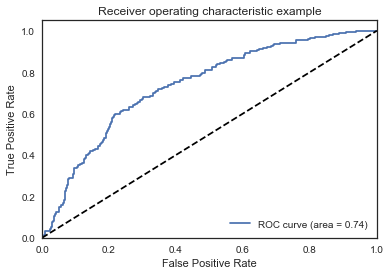 Receiver operating characteristic example
1.0
0.8
0.6
0.4
0.2
0.0
True Positive Rate
ROC curve (area = 0.74)
0.0 0.2 0.4 0.6 0.8 1.0
False Positive Rate